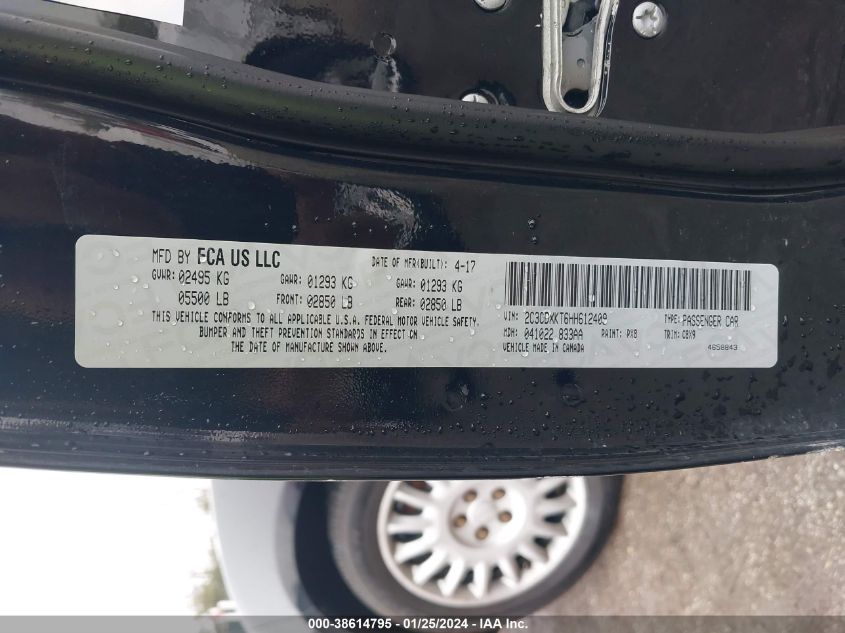 MFD BY FCA US LLC DATE OF MFR(BUILT): 4-17
GVWR: 02495 KG GAWR: 01293 KG GAWR: 01293 KG
05500 LB FRONT: 02850 LB REAR: 02850 LB
THIS VEHICLE CONFORMS TO ALL APPLICABLE U.S.A. FEDERAL MOTOR VEHICLE SAFETY,
BUMPER AND THEFT PREVENTION STANDARDS IN EFFECT ON
THE DATE OF MANUFACTURE SHOWN ABOVE.
VIN: 2C3CDXKT6HH612409 TYPE: PASSENGER CAR
MDH: 041022 833AA PAINT: PX8 TRIM: CBX9
VEHICLE MADE IN CANADA 4658843
000-38614795 - 01/25/2024 - IAA Inc.